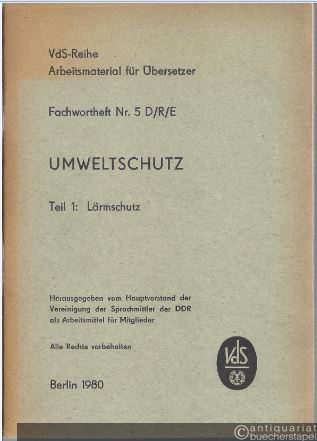 VdS-Reihe
Arbeitsmaterial für Übersetzer
Fachwortheft Nr. 5 D/R/E
UMWELTSCHUTZ
Teil 1: Lärmschutz
Herausgegeben vom Hauptvorstand der
Vereinigung der Sprachmittler der DDR
als Arbeitsmittel für Mitglieder
Alle Rechte vorbehalten
VdS
Berlin 1980
©antiquariat
buecherstapel